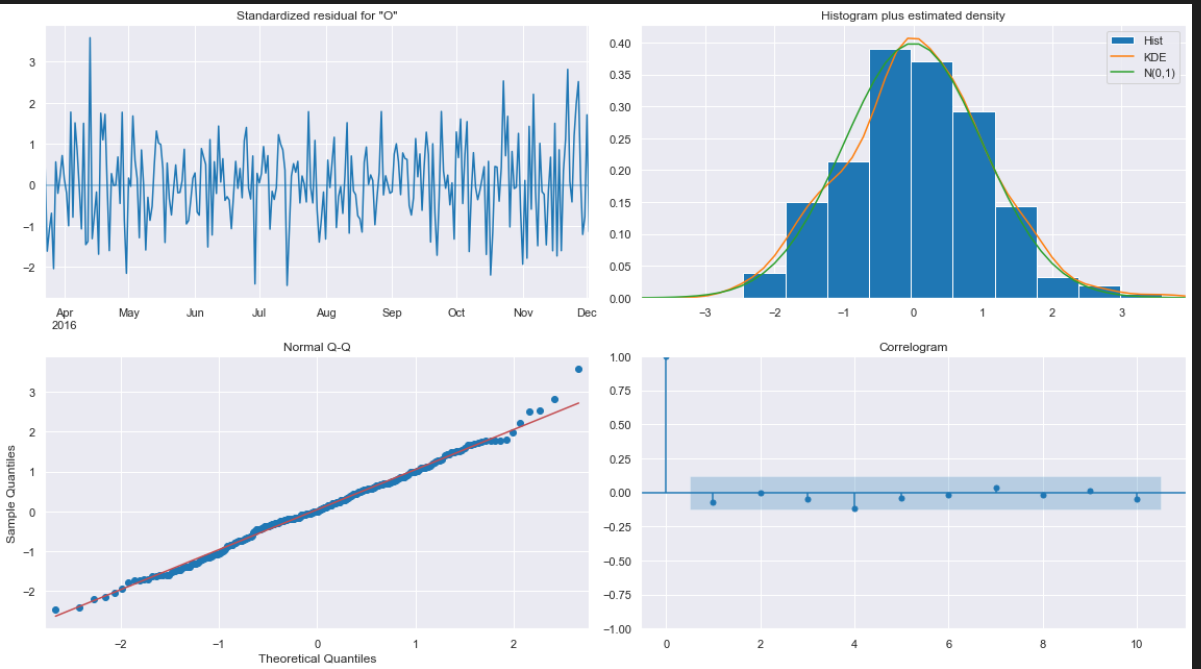 Standardized residual for "O"
3
2
1
0
−1
−2
Apr May Jun Jul Aug Sep Oct Nov Dec
2016
Histogram plus estimated density
0.40
0.35
0.30
0.25
0.20
0.15
0.10
0.05
0.00
−3 −2 −1 0 1 2 3
Hist
KDE
N(0,1)
Normal Q-Q
Sample Quantiles
3
2
1
0
−1
−2
−2 −1 0 1 2
Theoretical Quantiles
Correlogram
1.00
0.75
0.50
0.25
0.00
−0.25
−0.50
−0.75
−1.00
0 2 4 6 8 10